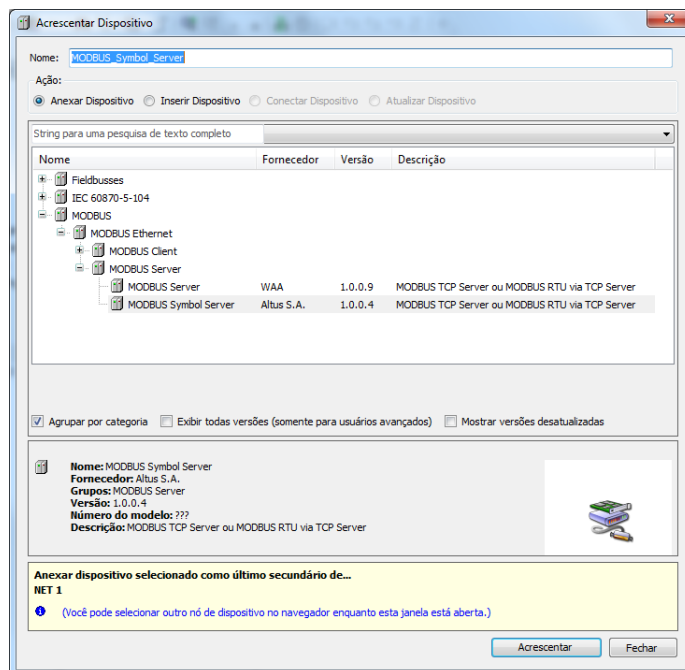 Acrescentar Dispositivo
Nome: MODBUS_Symbol_Server
Ação:
Anexar Dispositivo Inserir Dispositivo Conectar Dispositivo Atualizar Dispositivo
String para uma pesquisa de texto completo
Nome Fornecedor Versão Descrição
Fieldbusses
IEC 60870-5-104
MODBUS
MODBUS Ethernet
MODBUS Client
MODBUS Server
MODBUS Server WAA 1.0.0.9 MODBUS TCP Server ou MODBUS RTU via TCP Server
MODBUS Symbol Server Altus S.A. 1.0.0.4 MODBUS TCP Server ou MODBUS RTU via TCP Server
Agrupar por categoria Exibir todas versões (somente para usuários avançados) Mostrar versões desatualizadas
Nome: MODBUS Symbol Server
Fornecedor: Altus S.A.
Grupos: MODBUS Server
Versão: 1.0.0.4
Número do modelo: ???
Descrição: MODBUS TCP Server ou MODBUS RTU via TCP Server
Anexar dispositivo selecionado como último secundário de...
NET 1
(Você pode selecionar outro nó de dispositivo no navegador enquanto esta janela está aberta.)
Acrescentar Fechar